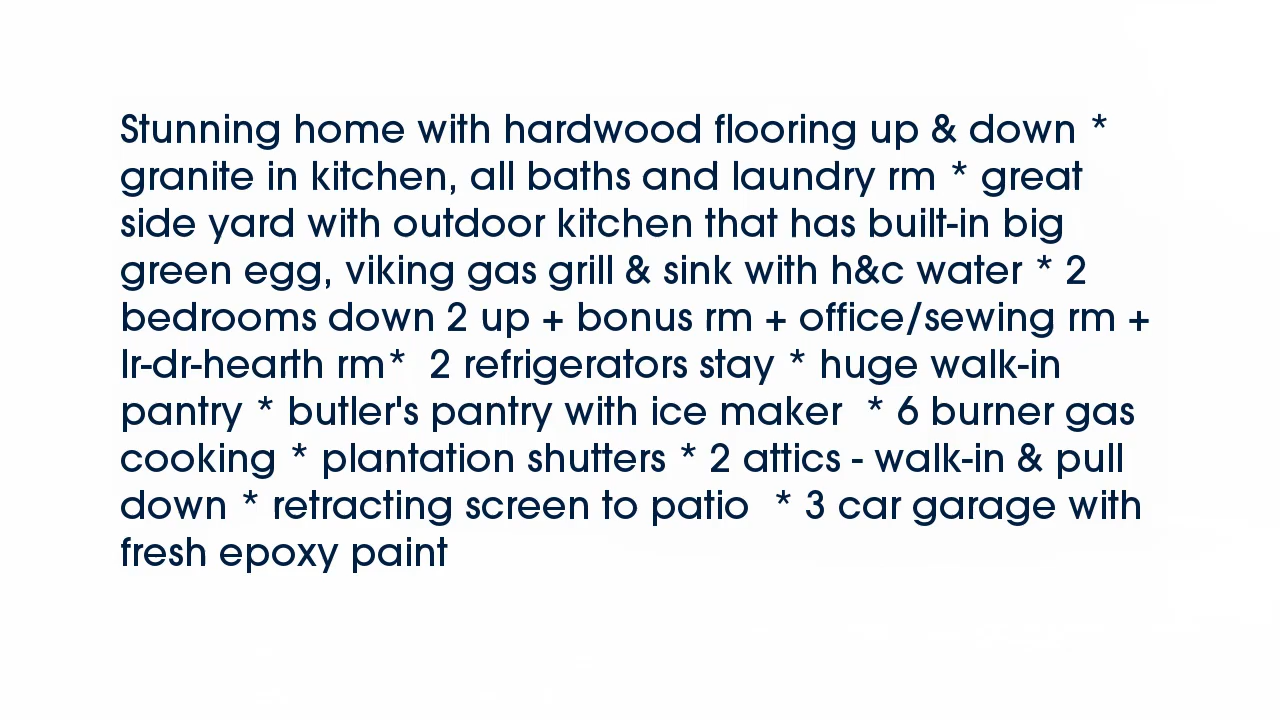 Stunning home with hardwood flooring up & down *
granite in kitchen, all baths and laundry rm * great
side yard with outdoor kitchen that has built-in big
green egg, viking gas grill & sink with h&c water * 2
bedrooms down 2 up + bonus rm + office/sewing rm +
lr-dr-hearth rm*  2 refrigerators stay * huge walk-in
pantry * butler's pantry with ice maker  * 6 burner gas
cooking * plantation shutters * 2 attics - walk-in & pull
down * retracting screen to patio  * 3 car garage with
fresh epoxy paint